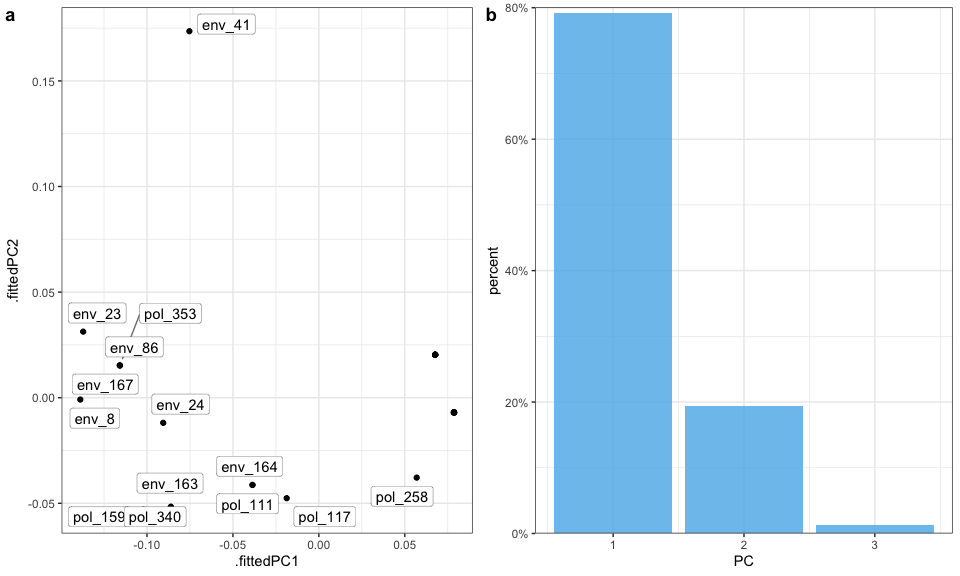 a
env_41
0.15
0.10
.fittedPC2
0.05
env_23
pol_353
env_86
env_167
0.00
env_8
env_24
env_164
env_163
pol_258
pol_111
-0.05
pol_159
pol_340
pol_117
-0.10
-0.05
0.00
0.05
.fittedPC1
b
80%
60%
percent
40%
20%
0%
1
2
3
PC